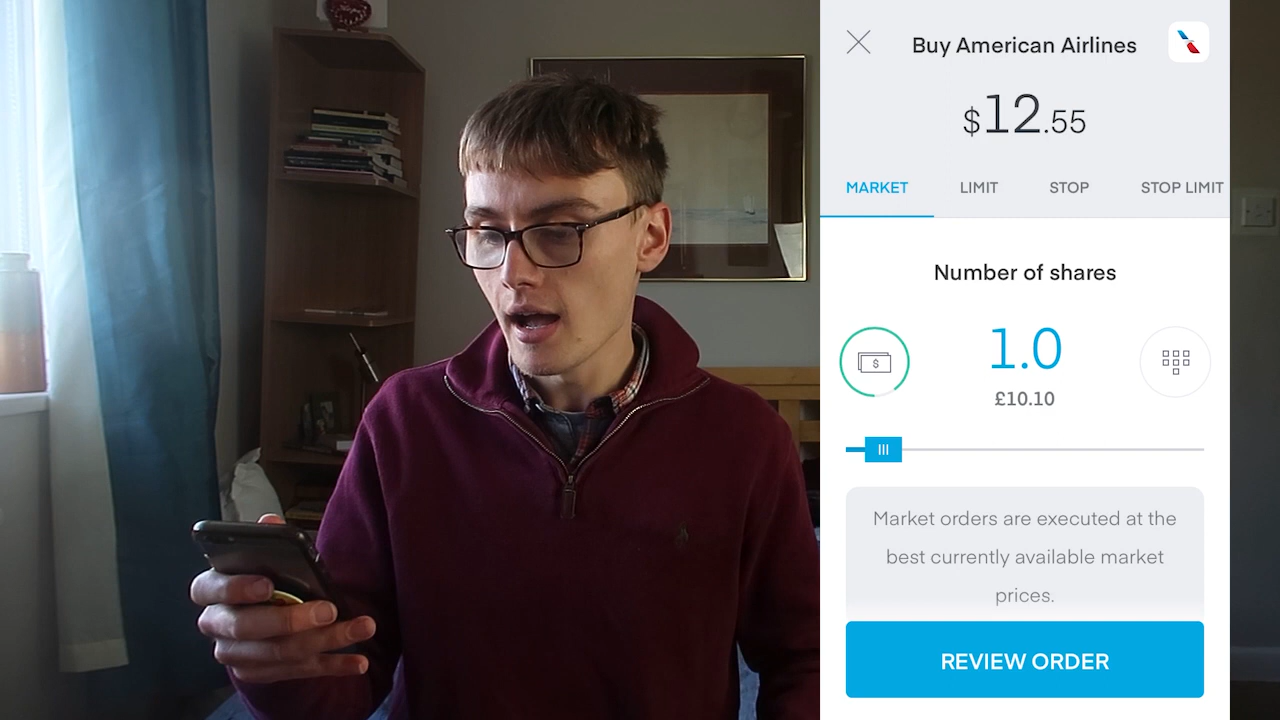 Buy American Airlines
$12.55
MARKET LIMIT STOP STOP LIMIT
Number of shares
$
1.0
£10.10
Market orders are executed at the
best currently available market
prices.
REVIEW ORDER